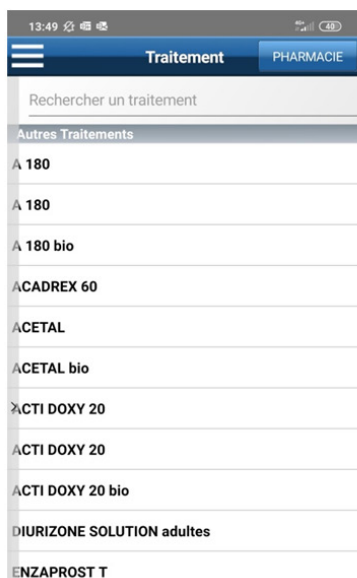 13:49
40
Traitement
PHARMACIE
Rechercher un traitement
Autres Traitements
A 180
A 180
A 180 bio
ACADREX 60
ACETAL
ACETAL bio
ACTI DOXY 20
ACTI DOXY 20
ACTI DOXY 20 bio
DIURIZONE SOLUTION adultes
ENZAPROST T